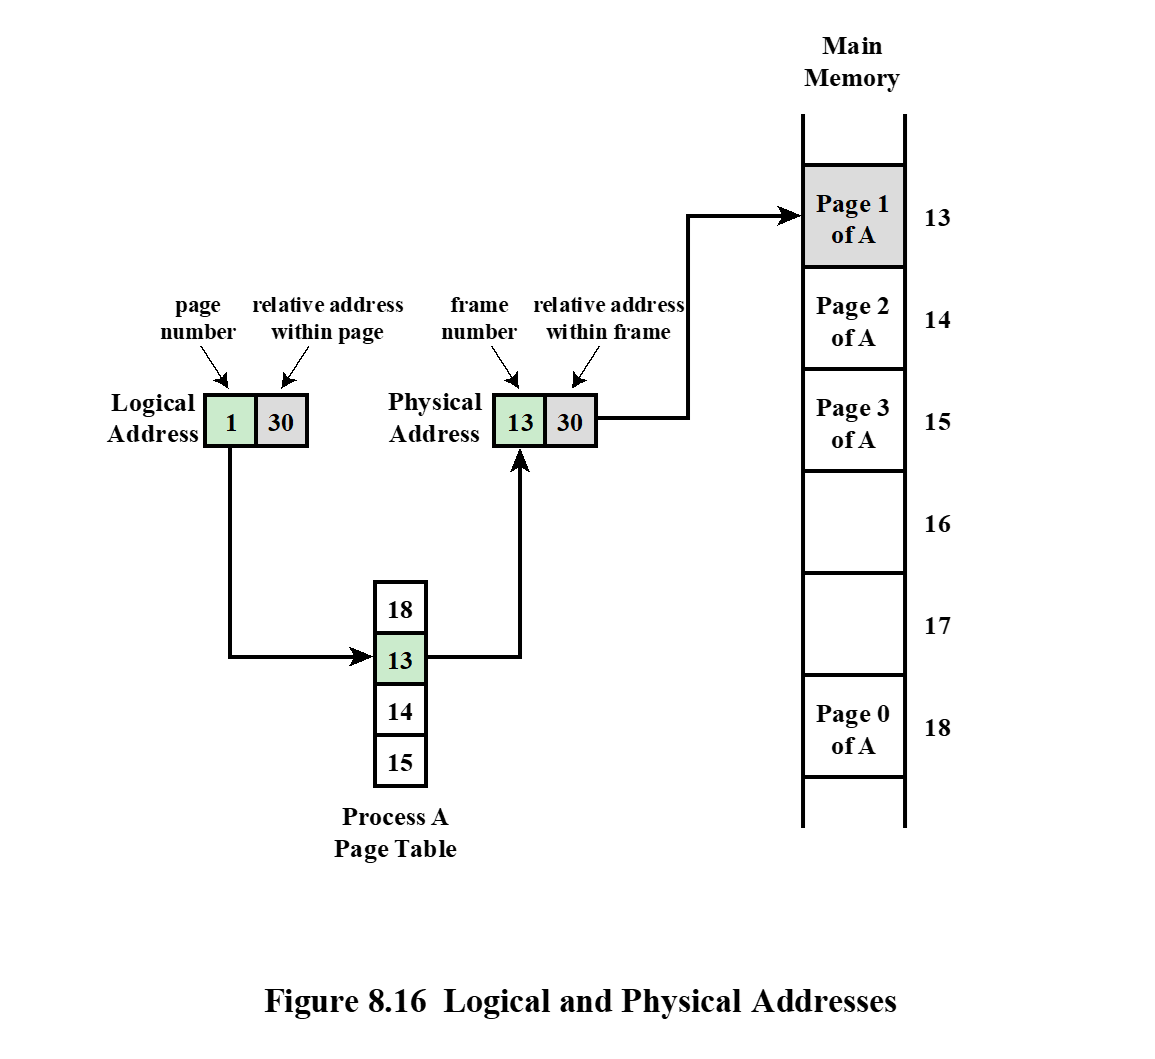 Main
Memory
Page 1
of A
13
Page 2
of A
14
Page 3
of A
15
16
17
Page 0
of A
18
page
number
relative address
within page
frame
number
relative address
within frame
Logical
Address
1
30
Physical
Address
13
30
18
13
14
15
Process A
Page Table
Figure 8.16 Logical and Physical Addresses